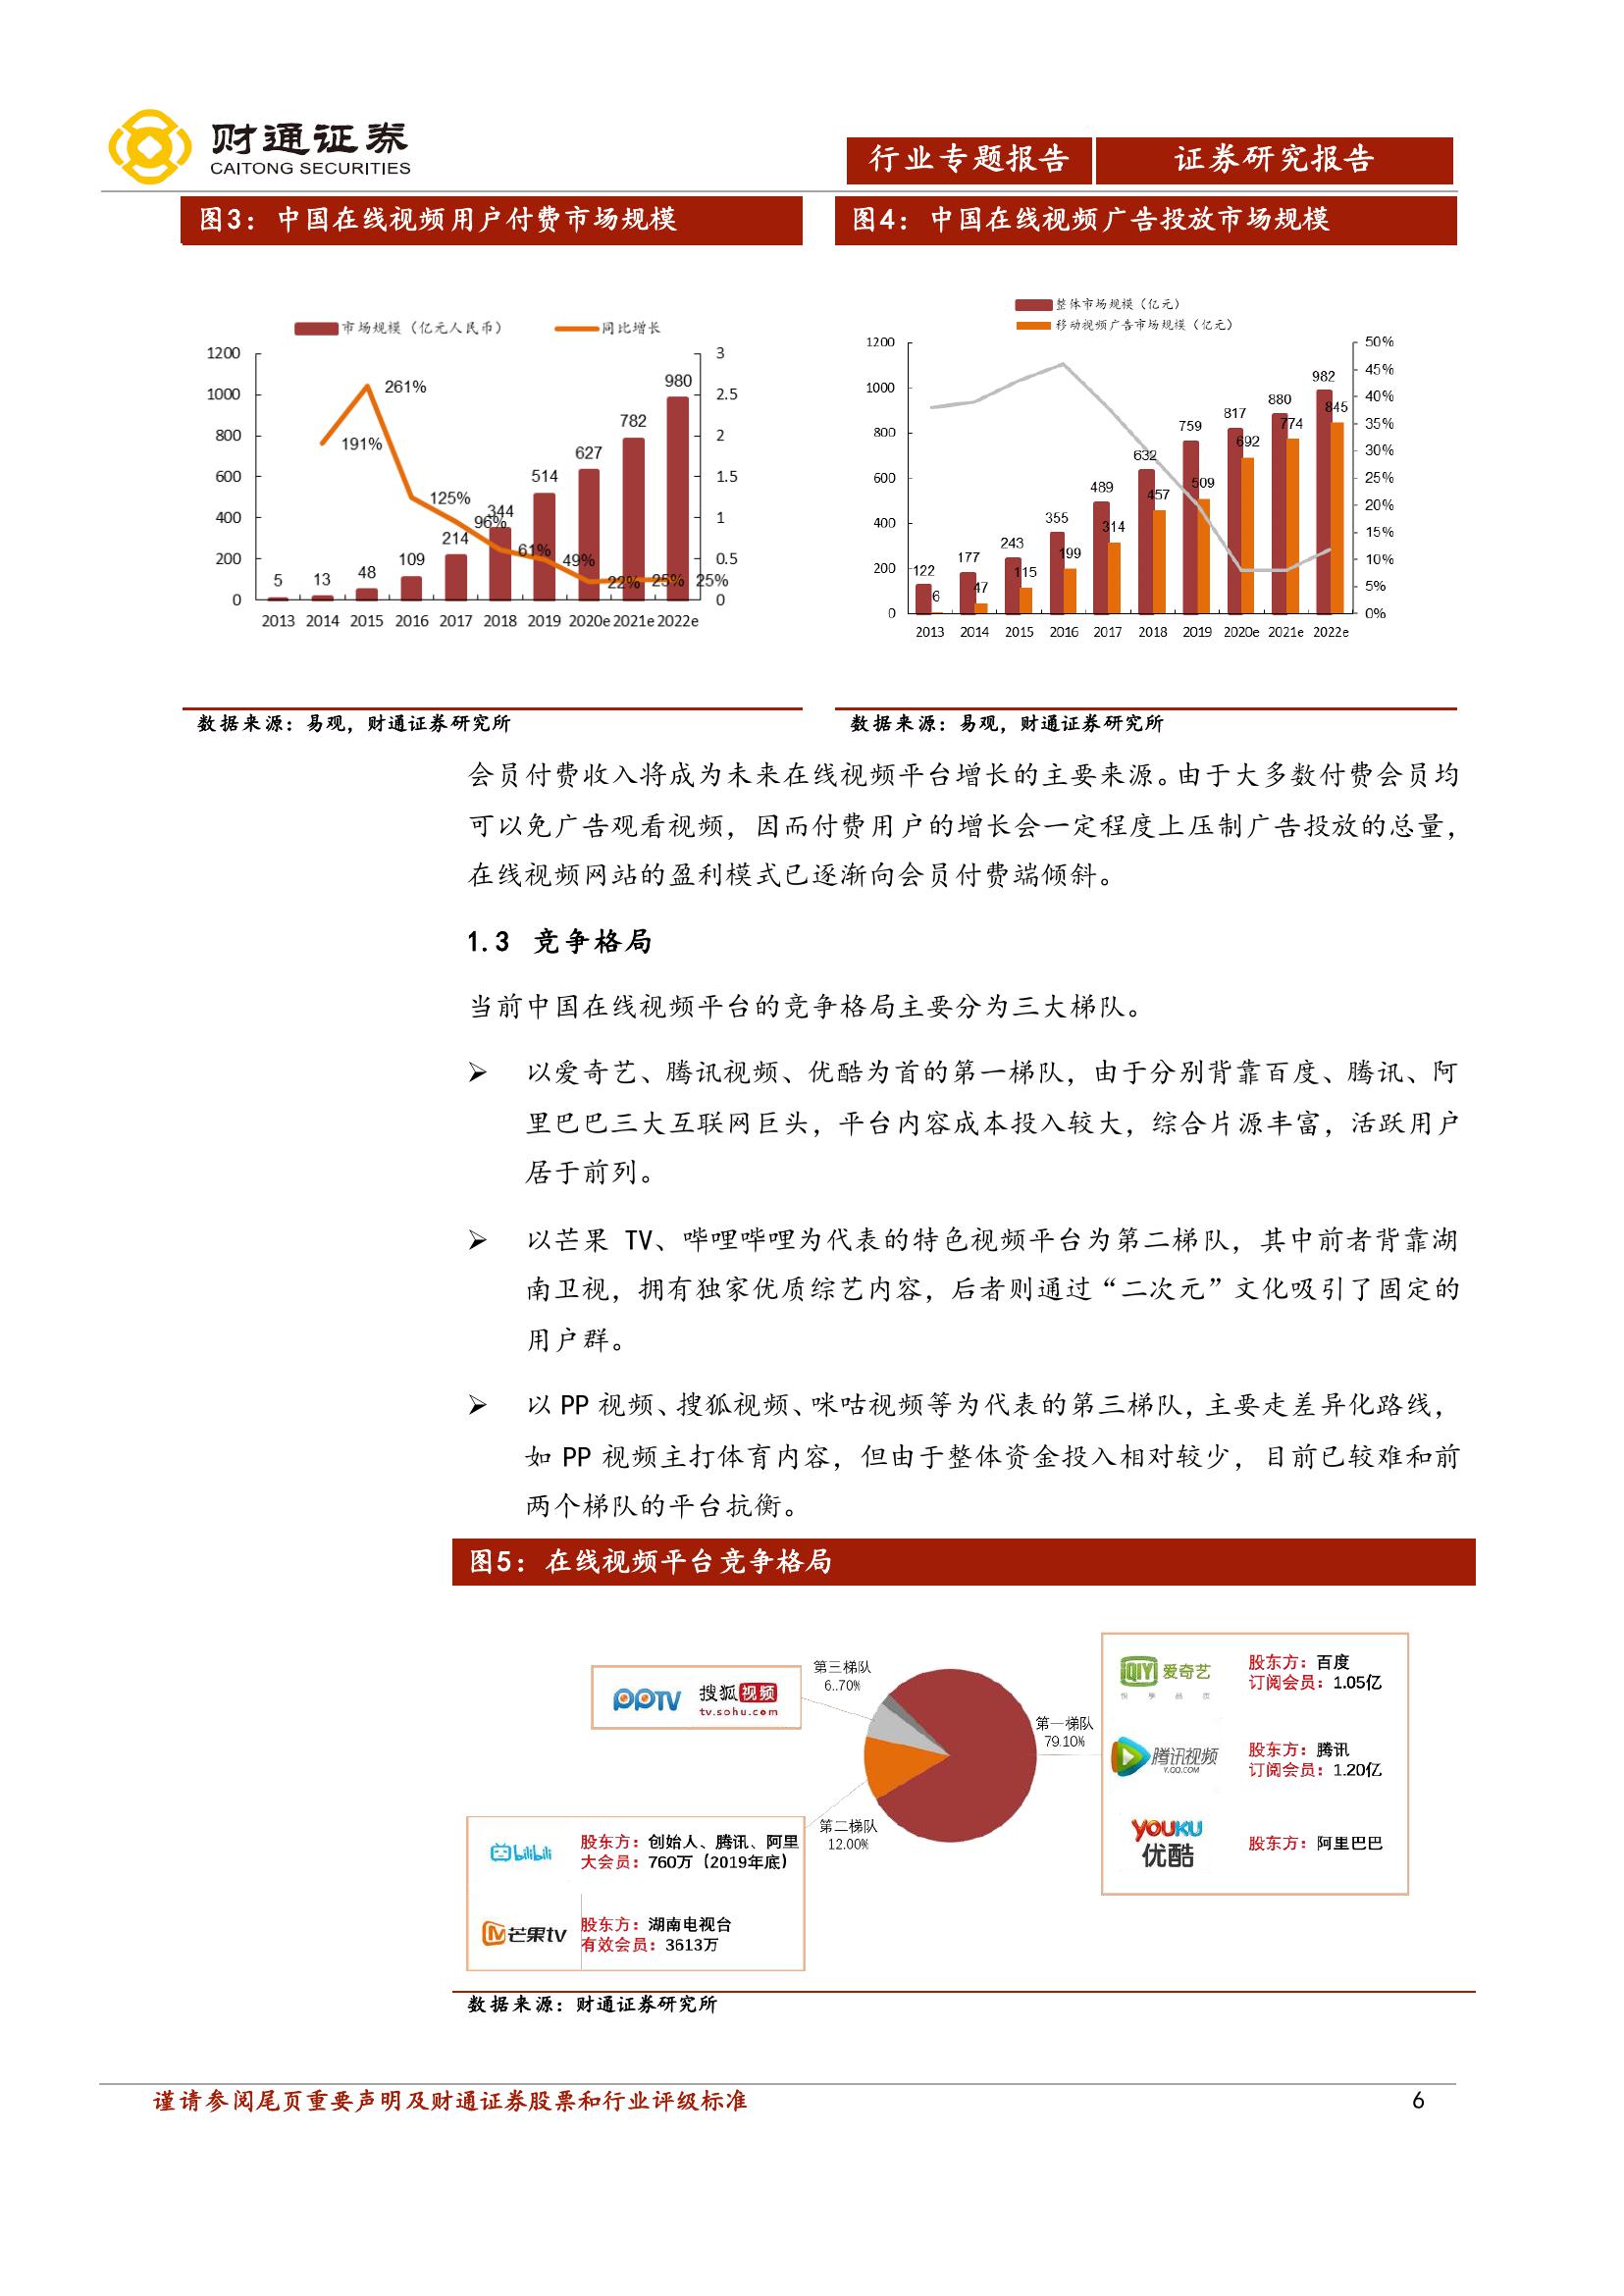 财通证券
CAITONG SECURITIES
行业专题报告 证券研究报告
图3：中国在线视频用户付费市场规模
市场规模（亿元人民币） 同比增长
1200
1000
800
600
400
200
0
3
2.5
2
1.5
1
0.5
0
5 13 48 109 214 344 514 627 782 980
191% 261% 125% 96% 61% 49% 22% 25% 25%
2013 2014 2015 2016 2017 2018 2019 2020e 2021e 2022e
数据来源：易观，财通证券研究所
图4：中国在线视频广告投放市场规模
整体市场规模（亿元）
移动视频广告市场规模（亿元）
1200
1000
800
600
400
200
0
50%
45%
40%
35%
30%
25%
20%
15%
10%
5%
0%
122 177 243 355 489 632 759 817 880 982
6 47 115 199 314 457 509 692 774 845
2013 2014 2015 2016 2017 2018 2019 2020e 2021e 2022e
数据来源：易观，财通证券研究所
会员付费收入将成为未来在线视频平台增长的主要来源。由于大多数付费会员均
可以免广告观看视频，因而付费用户的增长会一定程度上压制广告投放的总量，
在线视频网站的盈利模式已逐渐向会员付费端倾斜。
1.3 竞争格局
当前中国在线视频平台的竞争格局主要分为三大梯队。
➢ 以爱奇艺、腾讯视频、优酷为首的第一梯队，由于分别背靠百度、腾讯、阿
里巴巴三大互联网巨头，平台内容成本投入较大，综合片源丰富，活跃用户
居于前列。
➢ 以芒果 TV、哔哩哔哩为代表的特色视频平台为第二梯队，其中前者背靠湖
南卫视，拥有独家优质综艺内容，后者则通过“二次元”文化吸引了固定的
用户群。
➢ 以 PP 视频、搜狐视频、咪咕视频等为代表的第三梯队，主要走差异化路线，
如 PP 视频主打体育内容，但由于整体资金投入相对较少，目前已较难和前
两个梯队的平台抗衡。
图5：在线视频平台竞争格局
PPTV 搜狐视频
tv.sohu.com
第三梯队
6..70%
第一梯队
79.10%
第二梯队
12.00%
QIY 爱奇艺
悦享品质
股东方：百度
订阅会员：1.05亿
腾讯视频
V.QQ.COM
股东方：腾讯
订阅会员：1.20亿
YOUKU
优酷
股东方：阿里巴巴
bilibili
股东方：创始人、腾讯、阿里
大会员：760万（2019年底）
芒果tv
股东方：湖南电视台
有效会员：3613万
数据来源：财通证券研究所
谨请参阅尾页重要声明及财通证券股票和行业评级标准 6